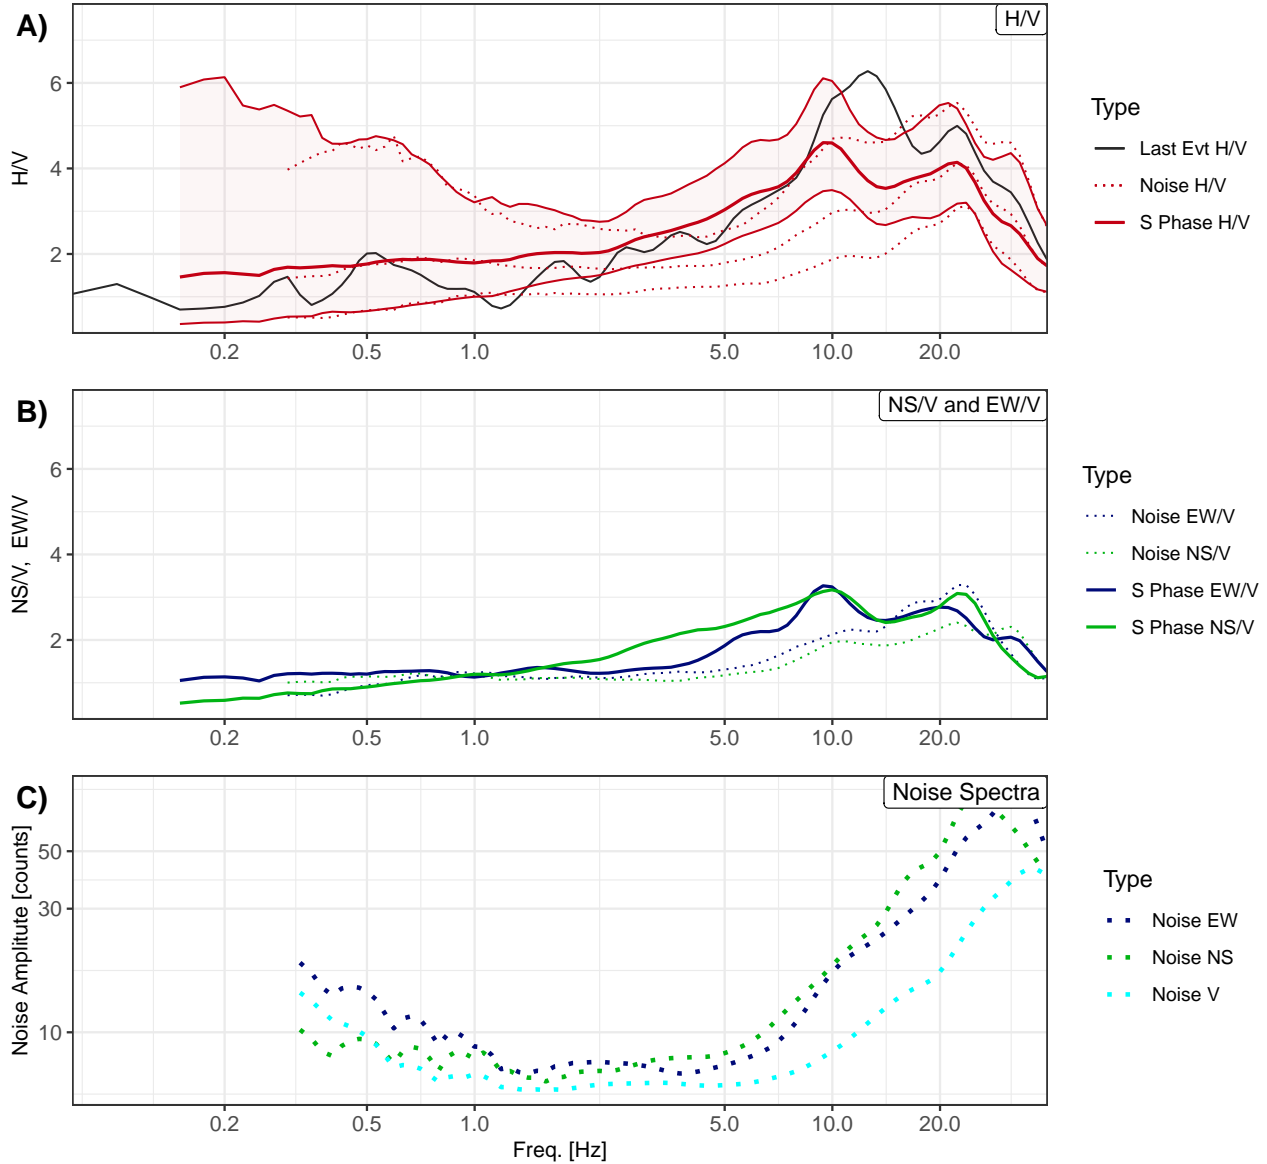 A)
H/V
6
4
2
H/V
0.2 0.5 1.0 5.0 10.0 20.0
Type
Last Evt H/V
Noise H/V
S Phase H/V
B)
NS/V and EW/V
6
4
2
NS/V, EW/V
0.2 0.5 1.0 5.0 10.0 20.0
Type
Noise EW/V
Noise NS/V
S Phase EW/V
S Phase NS/V
C)
Noise Spectra
50
30
10
Noise Amplitute [counts]
0.2 0.5 1.0 5.0 10.0 20.0
Freq. [Hz]
Type
Noise EW
Noise NS
Noise V